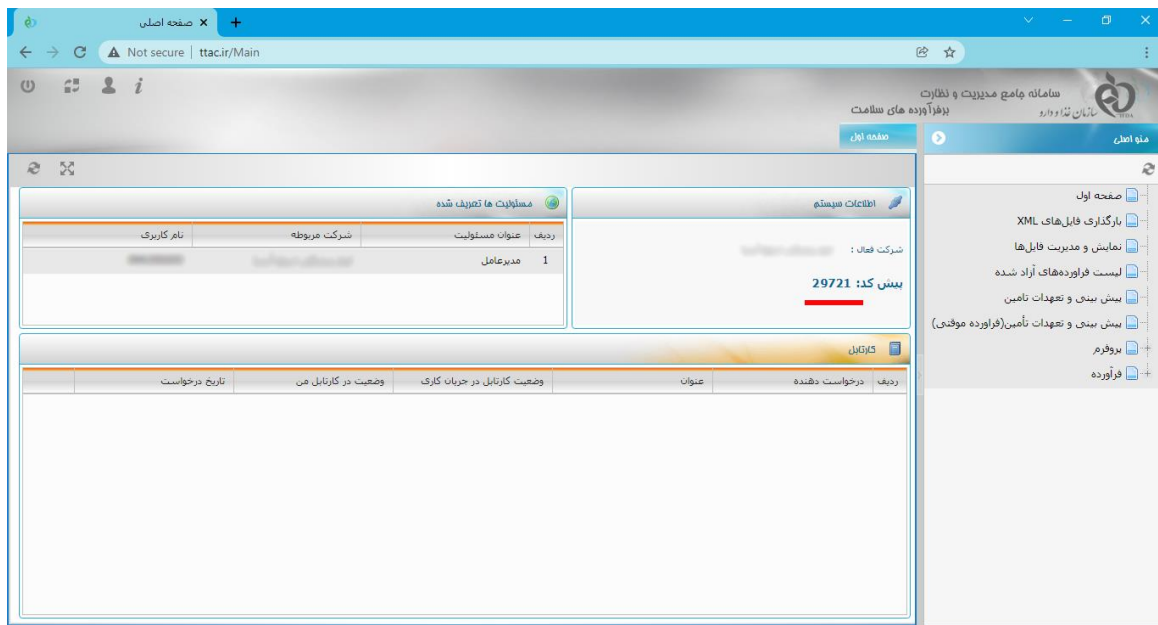 صفحه اصلی
Not secure | ttac.ir/Main
سامانه جامع مدیریت و نظارت
برفرآورده های سلامت
سازمان غذا و دارو
صفحه اول
منو اصلی
صفحه اول
بارگذاری فایل‌های XML
نمایش و مدیریت فایل‌ها
لیست فراورده‌های آزاد شده
پیش بینی و تعهدات تامین
پیش بینی و تعهدات تأمین(فراورده موقتی)
پروفرم
فرآورده
اطلاعات سیستم
شرکت فعال :
پیش کد: 29721
مسئولیت ها تعریف شده
ردیف عنوان مسئولیت شرکت مربوطه نام کاربری
1 مدیرعامل
کارتابل
ردیف درخواست دهنده عنوان وضعیت کارتابل در جریان کاری وضعیت در کارتابل من تاریخ درخواست